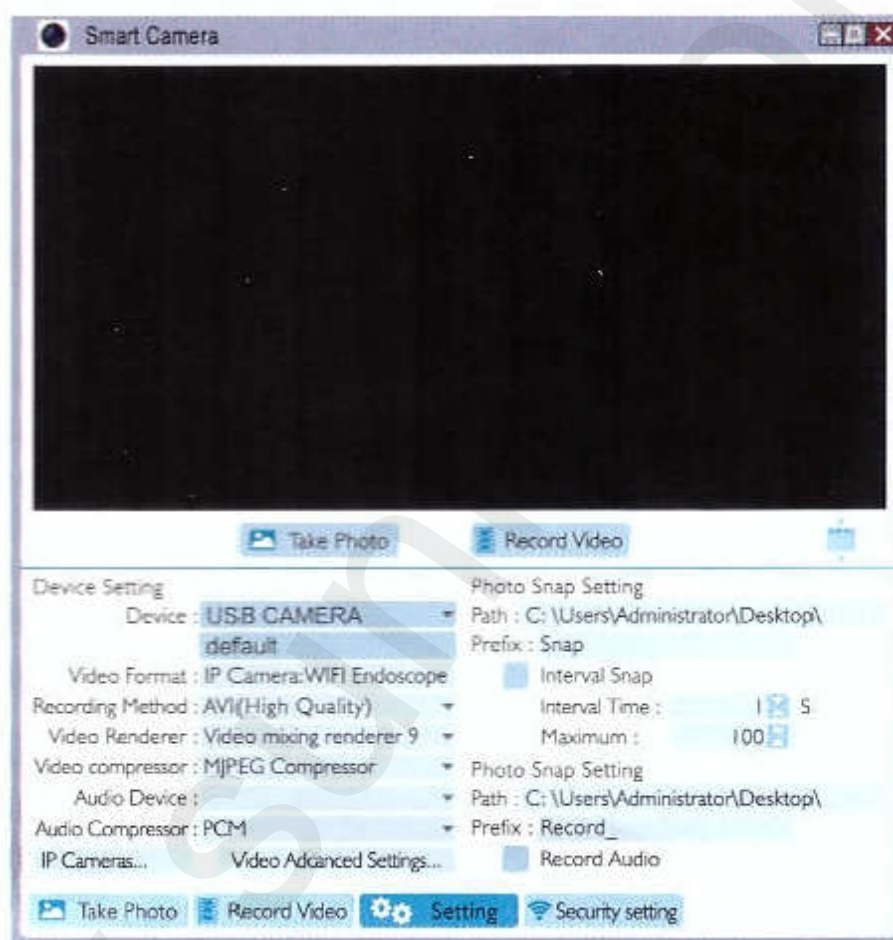 Smart Camera
Take Photo
Record Video
Device Setting
Device : USB CAMERA
default
Video Format : IP Camera:WIFI Endoscope
Recording Method : AVI(High Quality)
Video Renderer : Video mixing renderer 9
Video compressor : MJPEG Compressor
Audio Device :
Audio Compressor : PCM
IP Cameras...
Video Adcanced Settings...
Photo Snap Setting
Path : C: \Users\Administrator\Desktop\
Prefix : Snap
Interval Snap
Interval Time : 1 S
Maximum : 100
Photo Snap Setting
Path : C: \Users\Administrator\Desktop\
Prefix : Record_
Record Audio
Take Photo
Record Video
Setting
Security setting